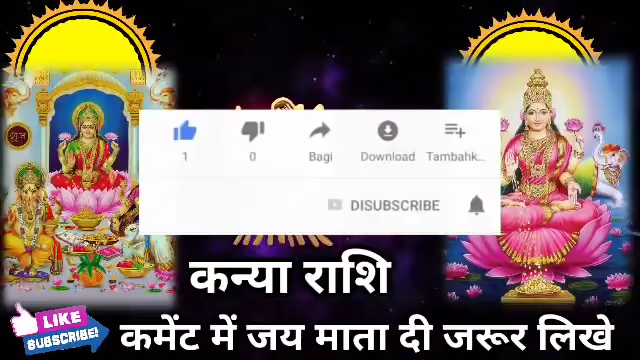 1
0
Bagi
Download
Tambahk...
DISUBSCRIBE
कन्या राशि
LIKE
SUBSCRIBE!
कमेंट में जय माता दी जरूर लिखे